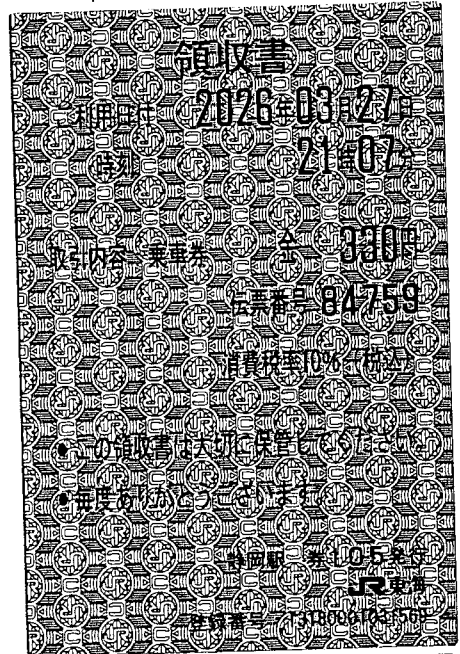 領収書
ご利用日付 2026年03月27日
時刻 21時07分
取引内容 乗車券 金 330円
伝票番号 84759
消費税率10% (税込)
●この領収書は大切に保管してください。
●毎度ありがとうございます。
静岡駅 券105発行
JR東海
登録番号